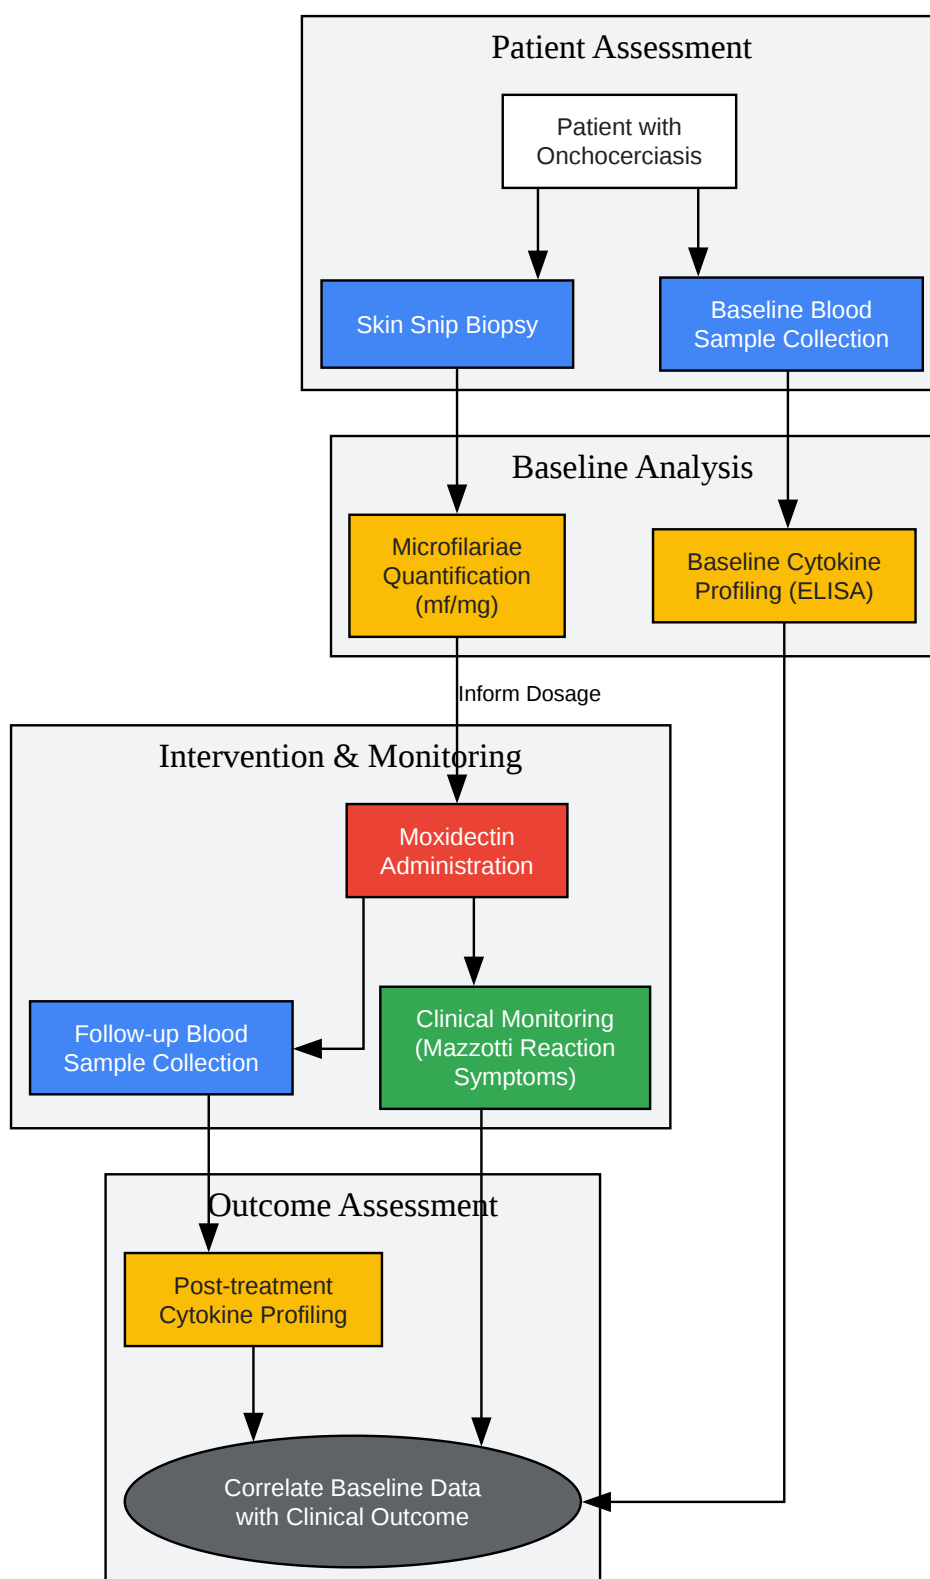 Patient Assessment
Patient with
Onchocerciasis
Skin Snip Biopsy
Baseline Blood
Sample Collection
Baseline Analysis
Microfilariae
Quantification
(mf/mg)
Baseline Cytokine
Profiling (ELISA)
Inform Dosage
Intervention & Monitoring
Moxidectin
Administration
Follow-up Blood
Sample Collection
Clinical Monitoring
(Mazzotti Reaction
Symptoms)
Outcome Assessment
Post-treatment
Cytokine Profiling
Correlate Baseline Data
with Clinical Outcome